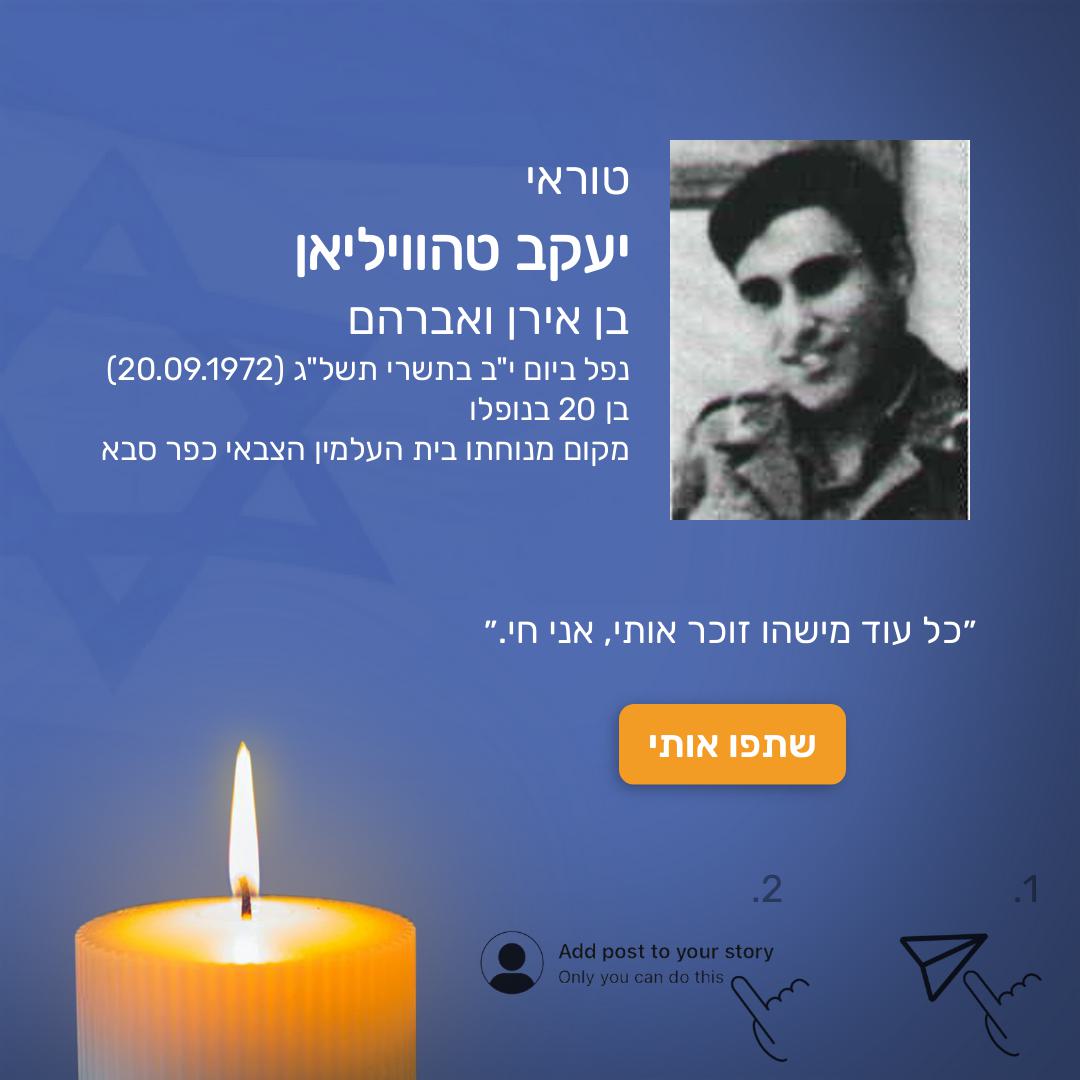 טוראי
יעקב טהוויליאן
בן אירן ואברהם
נפל ביום י"ב בתשרי תשל"ג (20.09.1972)
בן 20 בנופלו
מקום מנוחתו בית העלמין הצבאי כפר סבא
״כל עוד מישהו זוכר אותי, אני חי.״
שתפו אותי
1.
2.
Add post to your story
Only you can do this